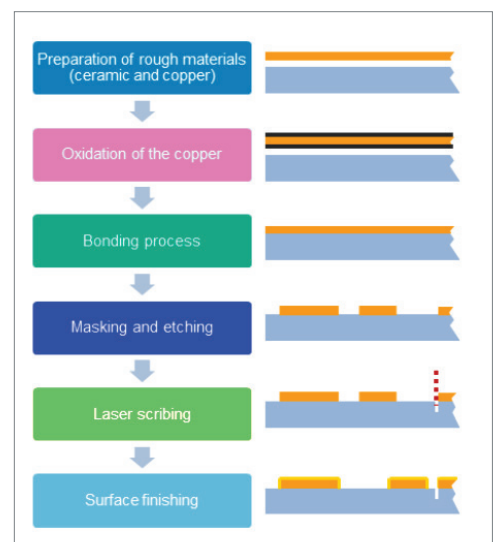 Preparation of rough materials
(ceramic and copper)
Oxidation of the copper
Bonding process
Masking and etching
Laser scribing
Surface finishing